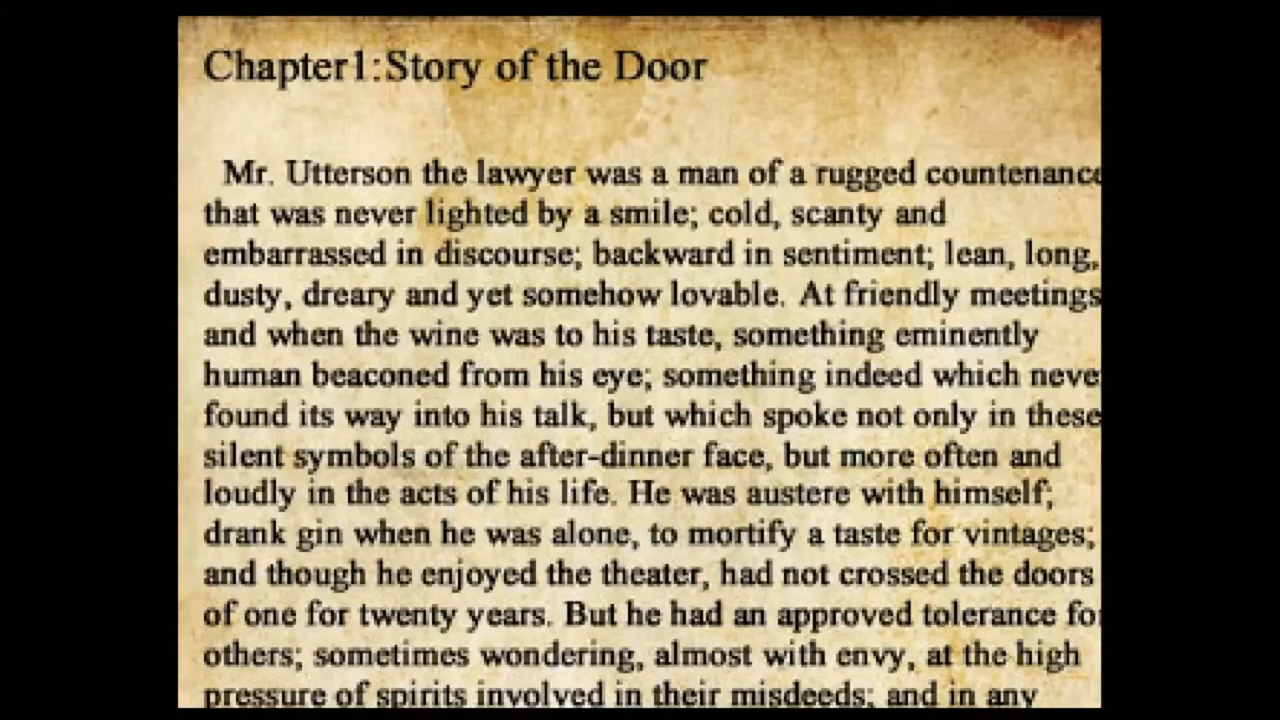 Chapter1:Story of the Door
Mr. Utterson the lawyer was a man of a rugged countenance
that was never lighted by a smile; cold, scanty and
embarrassed in discourse; backward in sentiment; lean, long,
dusty, dreary and yet somehow lovable. At friendly meetings
and when the wine was to his taste, something eminently
human beaconed from his eye; something indeed which neve
found its way into his talk, but which spoke not only in these
silent symbols of the after-dinner face, but more often and
loudly in the acts of his life. He was austere with himself;
drank gin when he was alone, to mortify a taste for vintages;
and though he enjoyed the theater, had not crossed the doors
of one for twenty years. But he had an approved tolerance for
others; sometimes wondering, almost with envy, at the high
pressure of spirits involved in their misdeeds; and in any